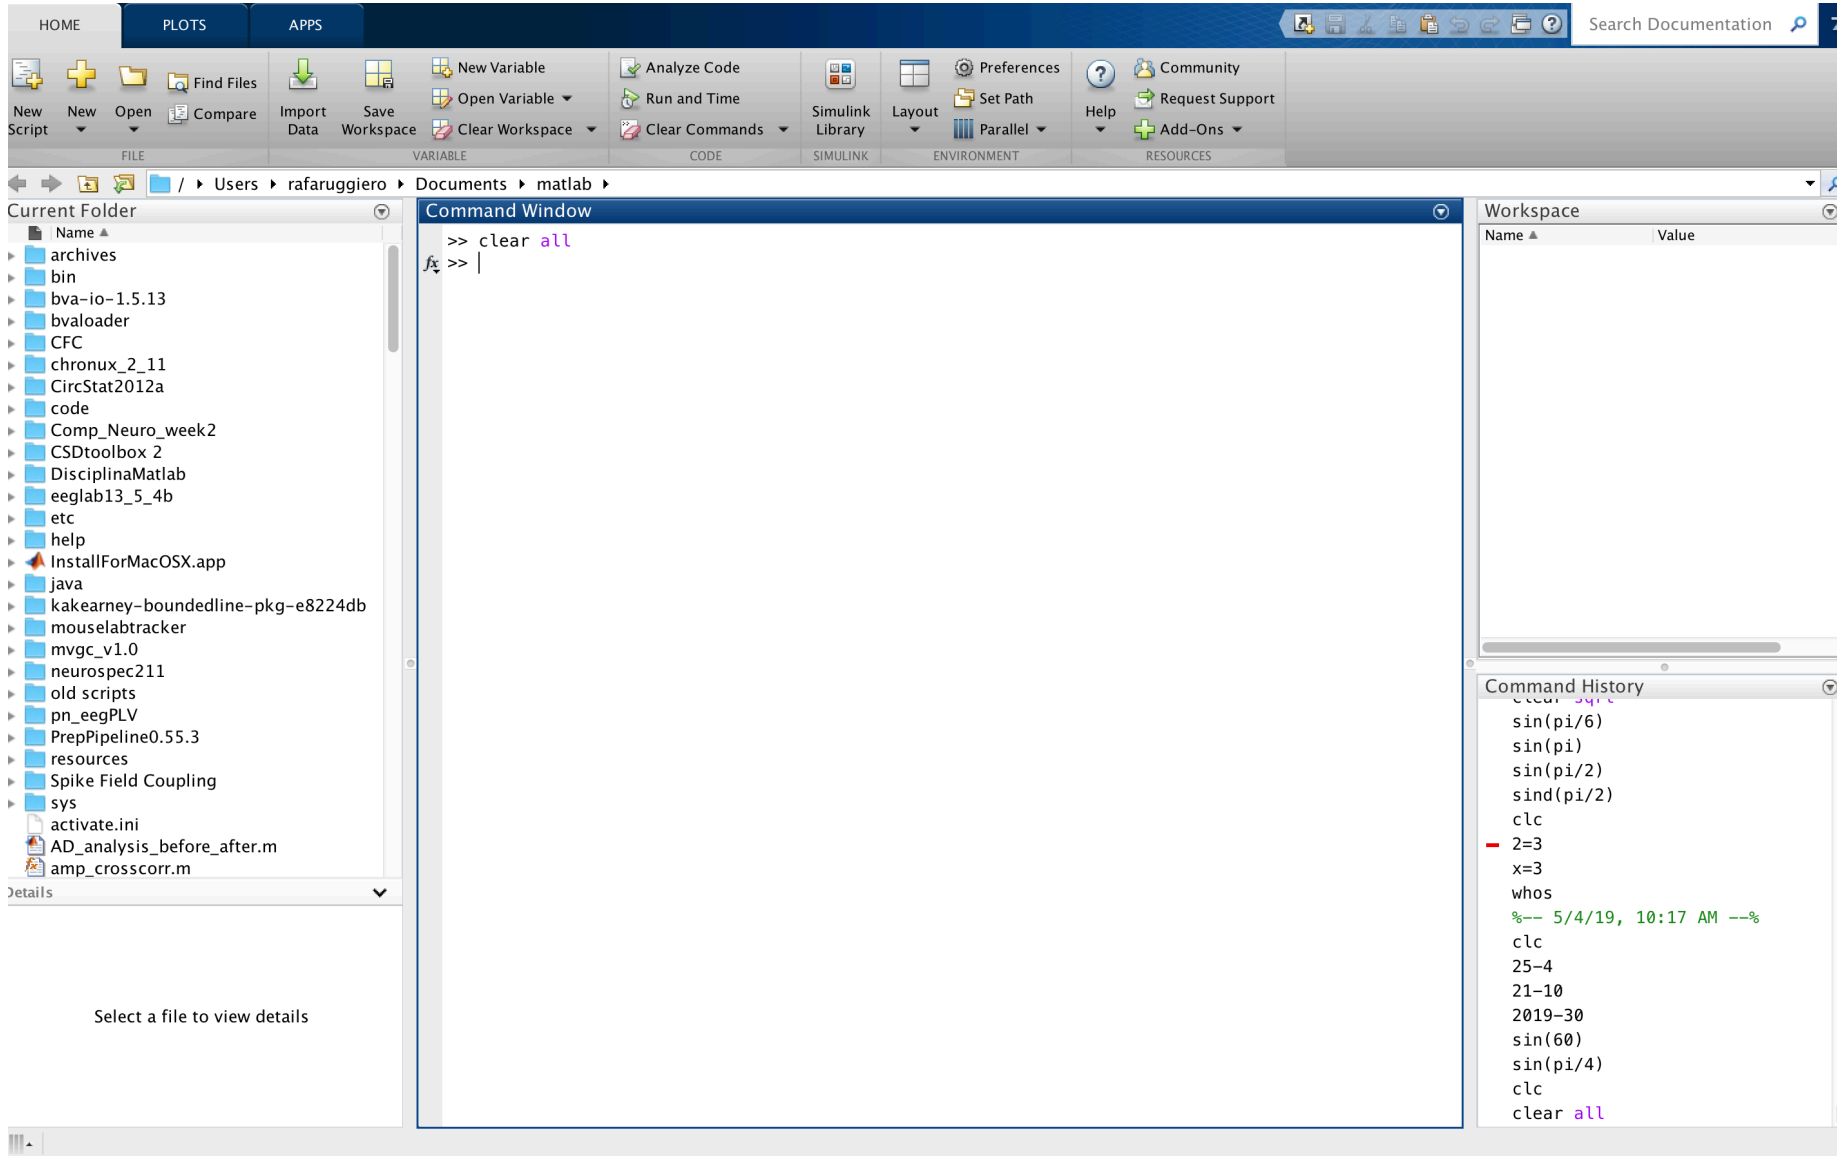 HOME PLOTS APPS Search Documentation
New Script New Open Find Files Compare Import Data Save Workspace New Variable Open Variable Clear Workspace Analyze Code Run and Time Clear Commands Simulink Library Layout Preferences Set Path Parallel Help Community Request Support Add-Ons
FILE VARIABLE CODE SIMULINK ENVIRONMENT RESOURCES
/ Users rafaruggiero Documents matlab
Current Folder
Name
archives
bin
bva-io-1.5.13
bvaloader
CFC
chronux_2_11
CircStat2012a
code
Comp_Neuro_week2
CSDtoolbox 2
DisciplinaMatlab
eeglab13_5_4b
etc
help
InstallForMacOSX.app
java
kakearney-boundedline-pkg-e8224db
mouselabtracker
mvgc_v1.0
neurospec211
old scripts
pn_eegPLV
PrepPipeline0.55.3
resources
Spike Field Coupling
sys
activate.ini
AD_analysis_before_after.m
amp_crosscorr.m
Details
Select a file to view details
Command Window
>> clear all
fx >>
Workspace
Name Value
Command History
clear sqrt
sin(pi/6)
sin(pi)
sin(pi/2)
sind(pi/2)
clc
2=3
x=3
whos
%-- 5/4/19, 10:17 AM --%
clc
25-4
21-10
2019-30
sin(60)
sin(pi/4)
clc
clear all